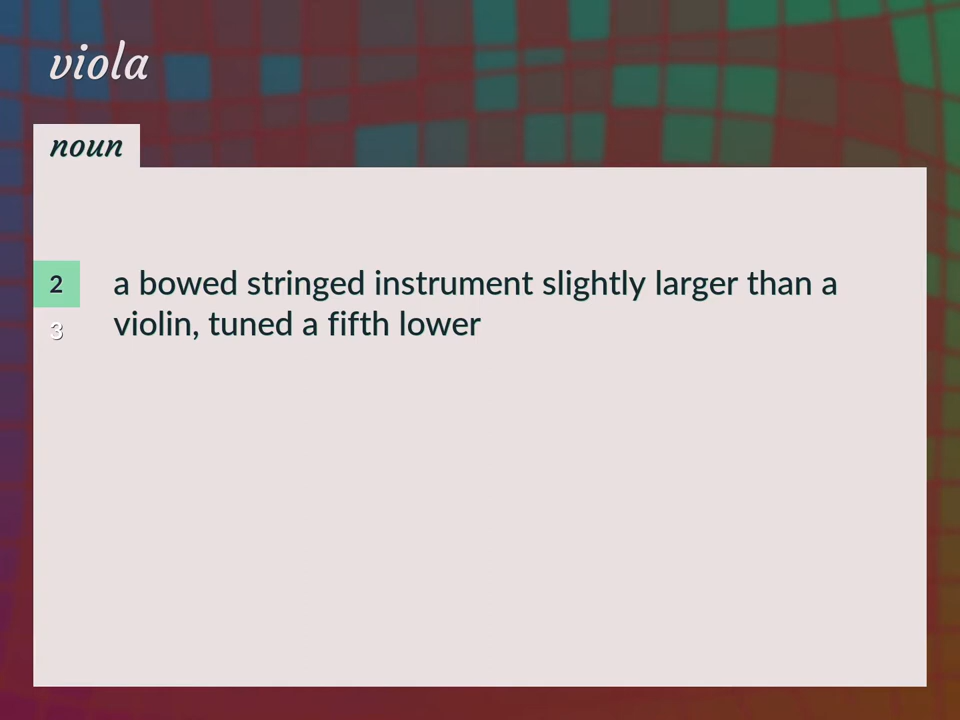 viola
noun
2 a bowed stringed instrument slightly larger than a
3 violin, tuned a fifth lower